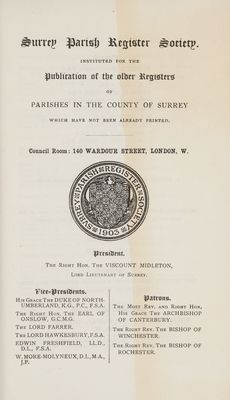 Surrey Parish Register Society.
INSTITUTED FOR THE
Publication of the older Registers
OF
PARISHES IN THE COUNTY OF SURREY
WHICH HAVE NOT BEEN ALREADY PRINTED.
Council Room: 140 WARDOUR STREET, LONDON, W.
SURREY PARISH REGISTER SOCIETY
1903
President.
THE RIGHT HON. THE VISCOUNT MIDLETON,
LORD LIEUTENANT OF SURREY.
Vice-Presidents.
HIS GRACE THE DUKE OF NORTH-
UMBERLAND, K.G., P.C., F.S.A.
THE RIGHT HON. THE EARL OF
ONSLOW, G.C.M.G.
THE LORD FARRER.
THE LORD HAWKESBURY, F.S.A.
EDWIN FRESHFIELD, LL.D.,
D.L., F.S.A.
W. MORE-MOLYNEUX, D.L., M.A.,
J.P.
Patrons.
THE MOST REV. AND RIGHT HON.
HIS GRACE THE ARCHBISHOP
OF CANTERBURY.
THE RIGHT REV. THE BISHOP OF
WINCHESTER.
THE RIGHT REV. THE BISHOP OF
ROCHESTER.